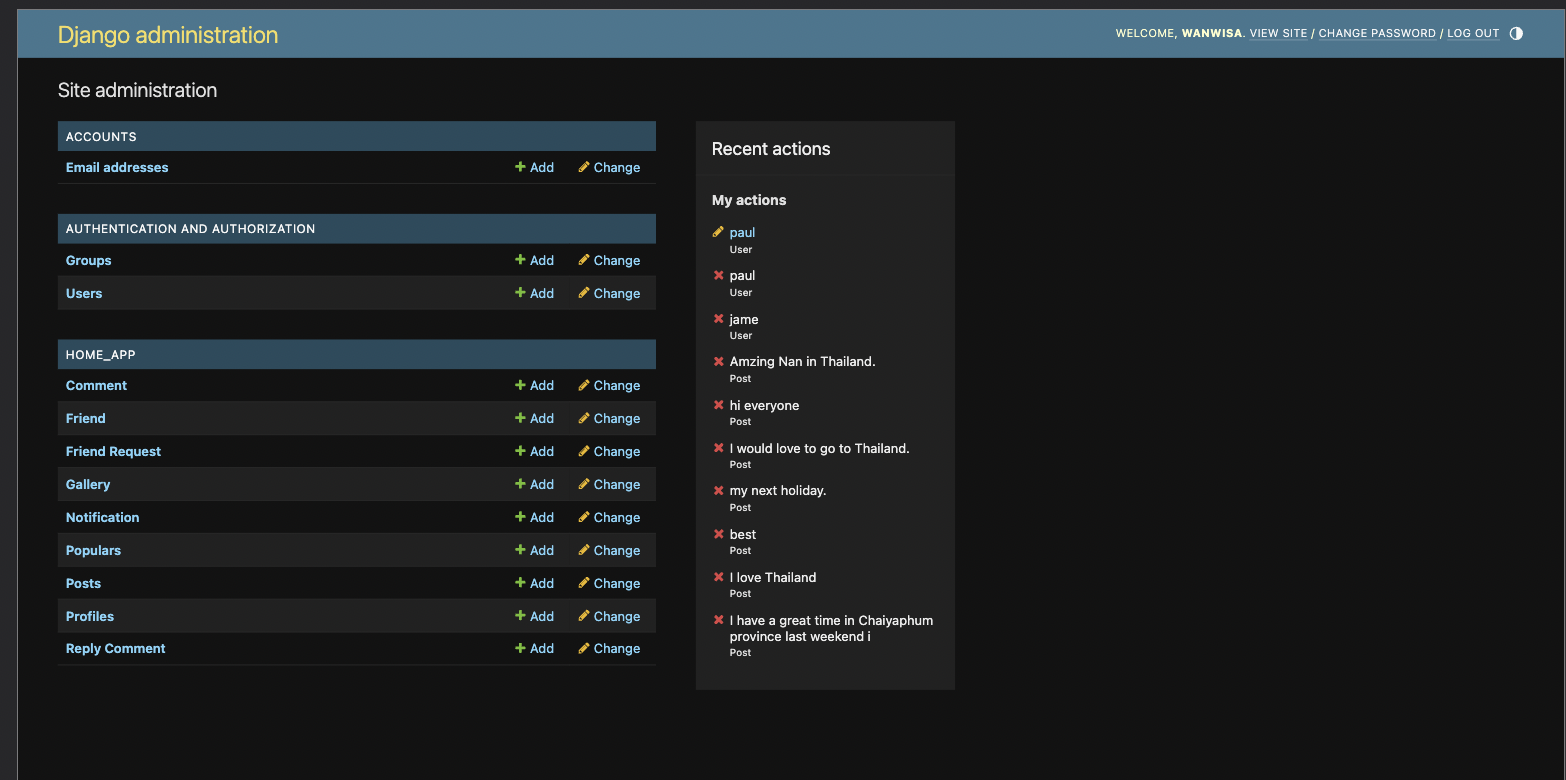 Django administration
WELCOME, WANWISA. VIEW SITE / CHANGE PASSWORD / LOG OUT
Site administration
ACCOUNTS
Email addresses Add Change
AUTHENTICATION AND AUTHORIZATION
Groups Add Change
Users Add Change
HOME_APP
Comment Add Change
Friend Add Change
Friend Request Add Change
Gallery Add Change
Notification Add Change
Populars Add Change
Posts Add Change
Profiles Add Change
Reply Comment Add Change
Recent actions
My actions
paul
User
paul
User
jame
User
Amzing Nan in Thailand.
Post
hi everyone
Post
I would love to go to Thailand.
Post
my next holiday.
Post
best
Post
I love Thailand
Post
I have a great time in Chaiyaphum
province last weekend i
Post